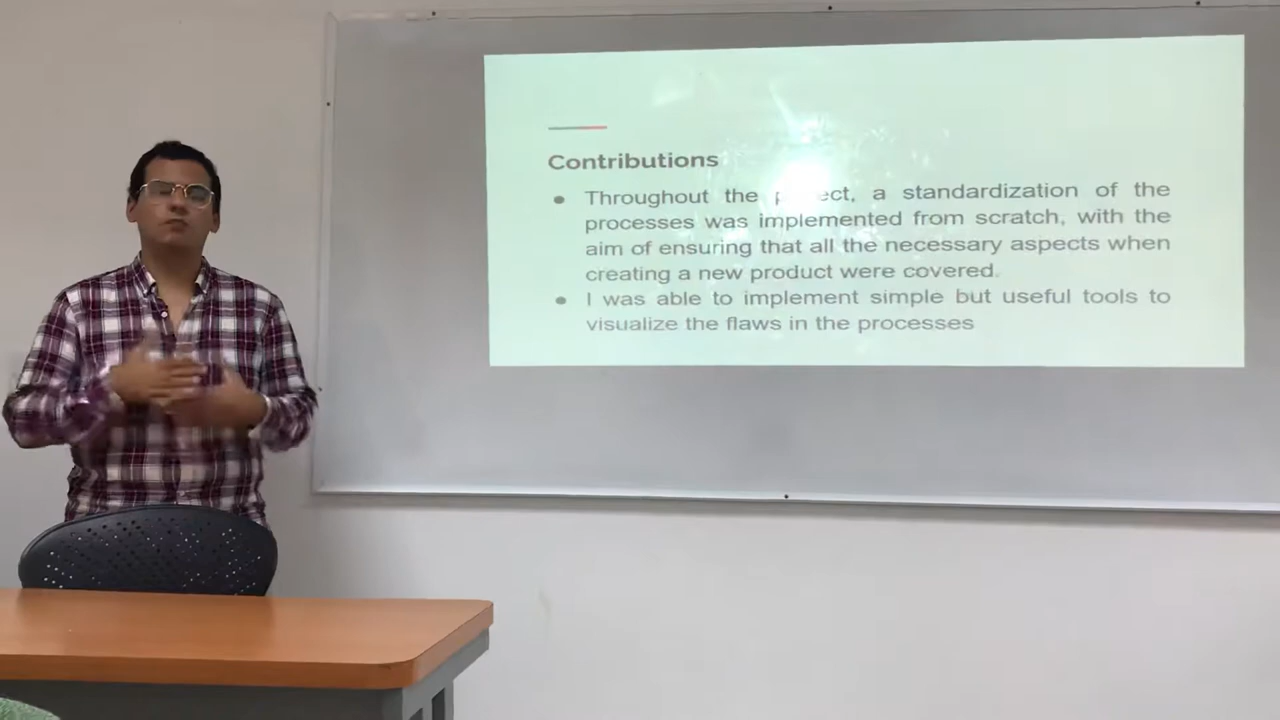 Contributions
● Throughout the ect, a standardization of the
processes was implemented from scratch, with the
aim of ensuring that all the necessary aspects when
creating a new product were covered.
● I was able to implement simple but useful tools to
visualize the flaws in the processes